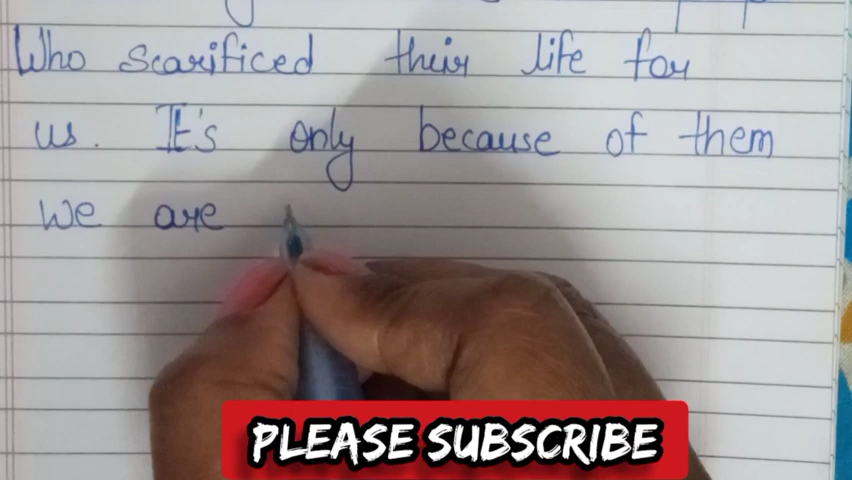 Who scarificed their life for
us. It's only because of them
We are
PLEASE SUBSCRIBE